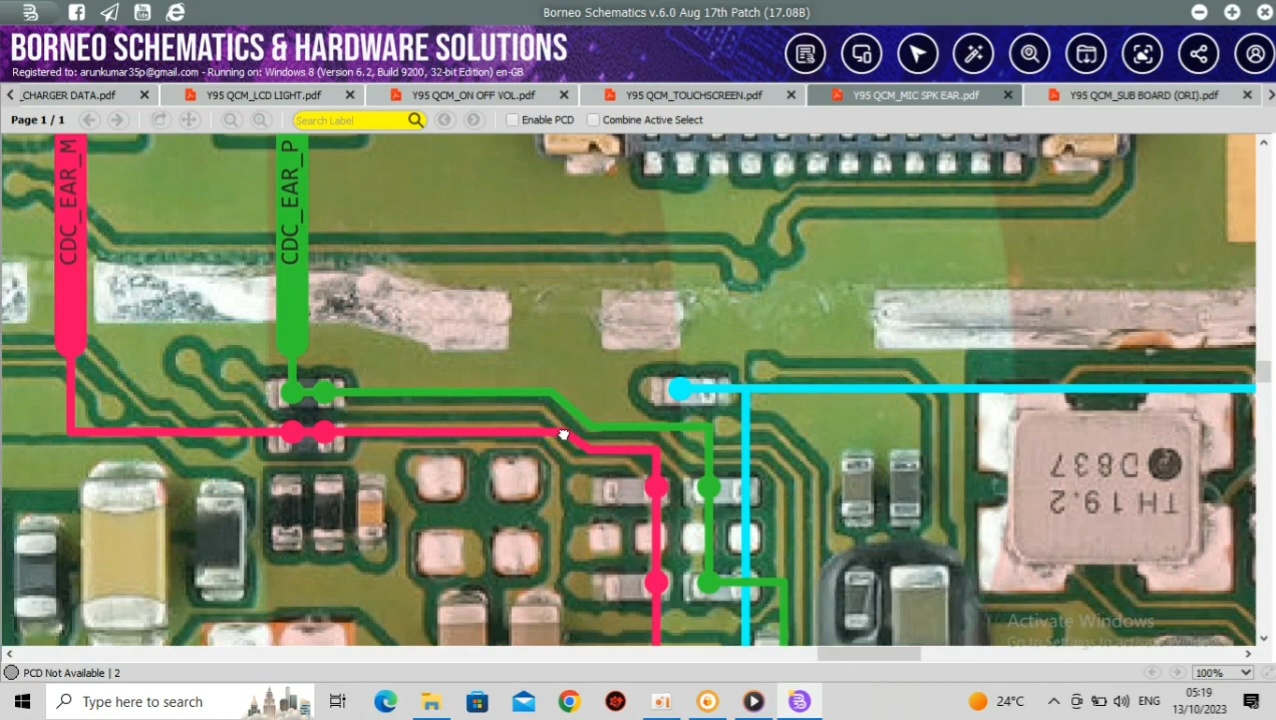 Borneo Schematics v.6.0 Aug 17th Patch (17.08B)
BORNEO SCHEMATICS & HARDWARE SOLUTIONS
Registered to: arunkumar35p@gmail.com - Running on: Windows 8 (Version 6.2, Build 9200, 32-bit Edition) en-GB
_CHARGER DATA.pdf
Y95 QCM_LCD LIGHT.pdf
Y95 QCM_ON OFF VOL.pdf
Y95 QCM_TOUCHSCREEN.pdf
Y95 QCM_MIC SPK EAR.pdf
Y95 QCM_SUB BOARD (ORI).pdf
Page 1 / 1
Search Label
Enable PCD
Combine Active Select
CDC_EAR_M
CDC_EAR_P
D837
TH 19.2
Activate Windows
PCD Not Available | 2
100%
Type here to search
24°C
ENG
05:19
13/10/2023